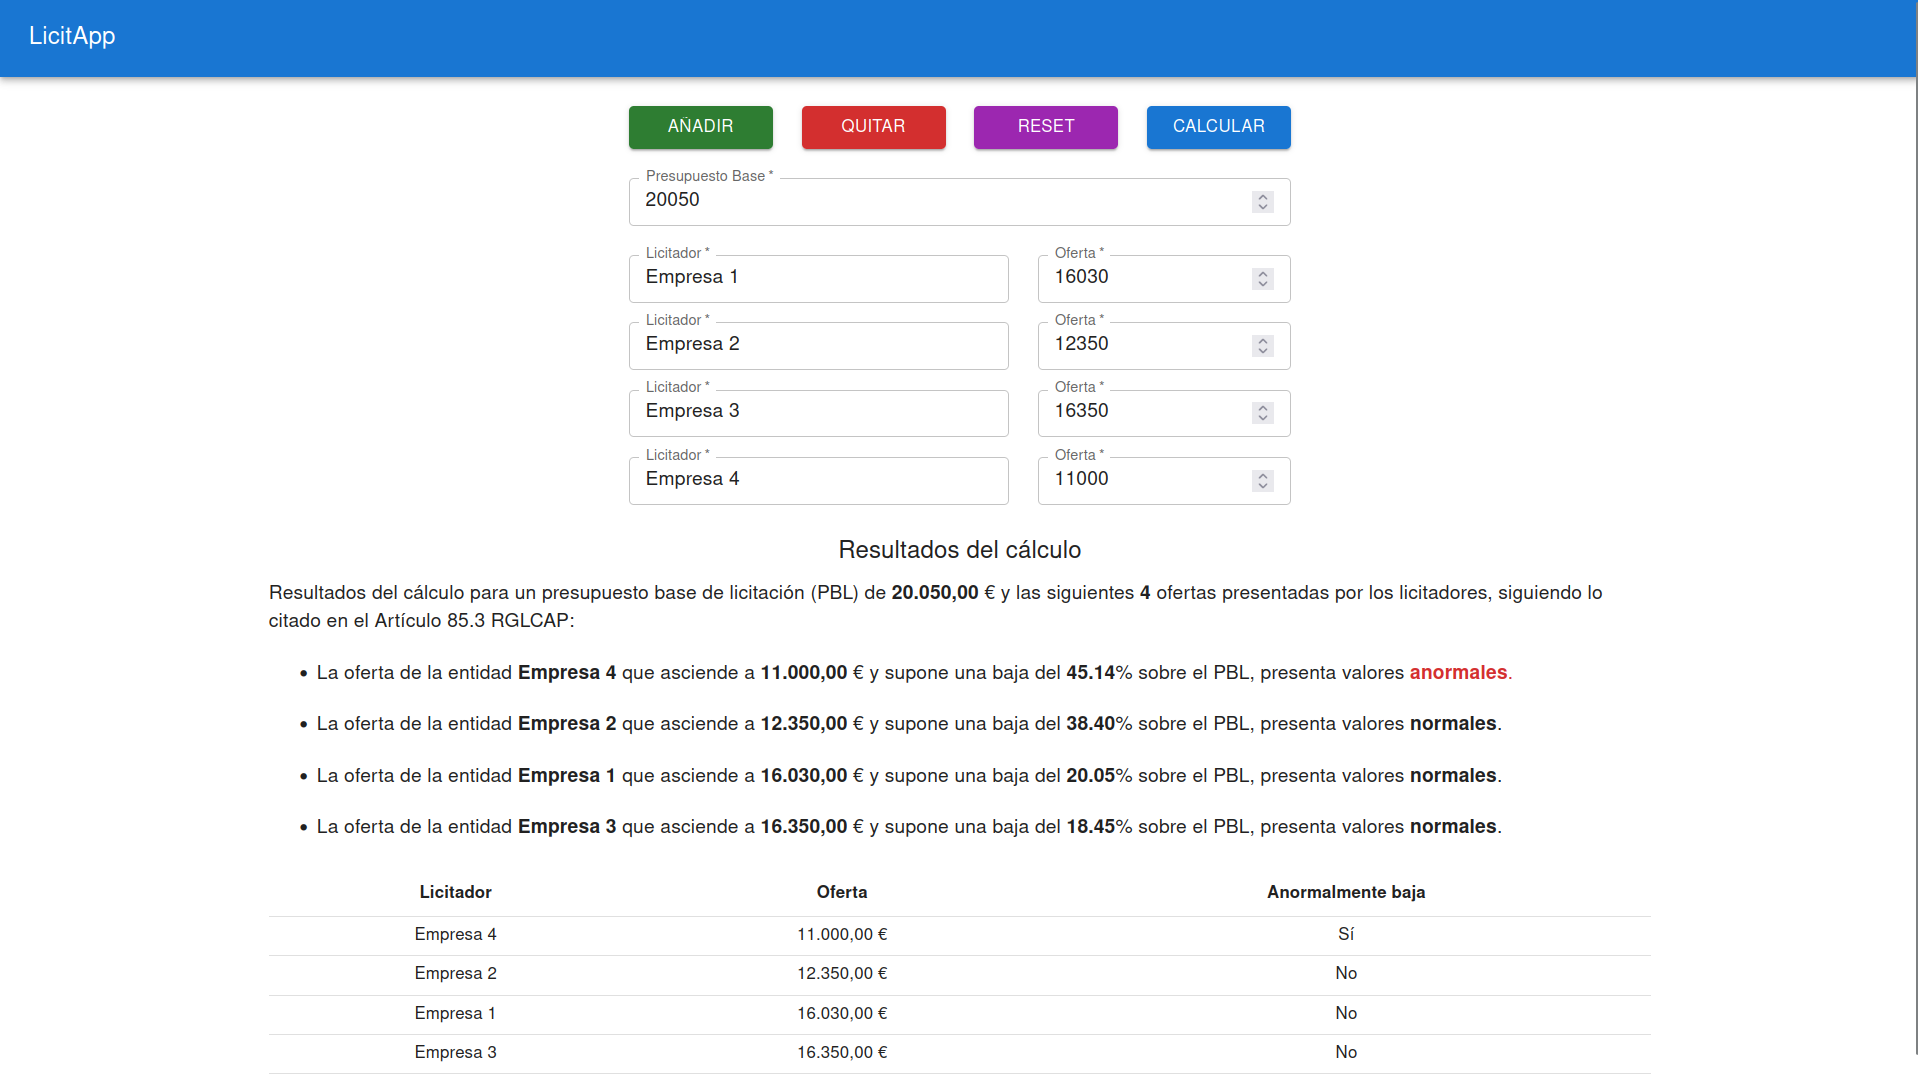 LicitApp
AÑADIR QUITAR RESET CALCULAR
Presupuesto Base *
20050
Licitador * Oferta *
Empresa 1 16030
Licitador * Oferta *
Empresa 2 12350
Licitador * Oferta *
Empresa 3 16350
Licitador * Oferta *
Empresa 4 11000
Resultados del cálculo
Resultados del cálculo para un presupuesto base de licitación (PBL) de 20.050,00 € y las siguientes 4 ofertas presentadas por los licitadores, siguiendo lo
citado en el Artículo 85.3 RGLCAP:
• La oferta de la entidad Empresa 4 que asciende a 11.000,00 € y supone una baja del 45.14% sobre el PBL, presenta valores anormales.
• La oferta de la entidad Empresa 2 que asciende a 12.350,00 € y supone una baja del 38.40% sobre el PBL, presenta valores normales.
• La oferta de la entidad Empresa 1 que asciende a 16.030,00 € y supone una baja del 20.05% sobre el PBL, presenta valores normales.
• La oferta de la entidad Empresa 3 que asciende a 16.350,00 € y supone una baja del 18.45% sobre el PBL, presenta valores normales.
Licitador Oferta Anormalmente baja
Empresa 4 11.000,00 € Sí
Empresa 2 12.350,00 € No
Empresa 1 16.030,00 € No
Empresa 3 16.350,00 € No